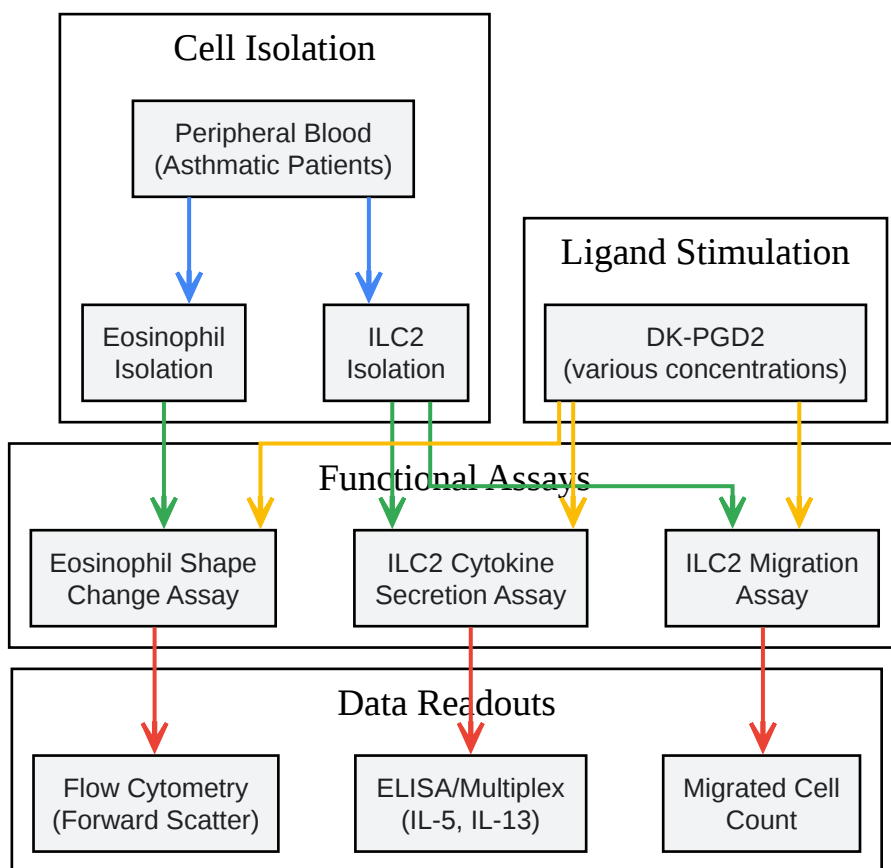 Cell Isolation
Peripheral Blood
(Asthmatic Patients)
Eosinophil
Isolation
ILC2
Isolation
Ligand Stimulation
DK-PGD2
(various concentrations)
Functional Assays
Eosinophil Shape
Change Assay
ILC2 Cytokine
Secretion Assay
ILC2 Migration
Assay
Data Readouts
Flow Cytometry
(Forward Scatter)
ELISA/Multiplex
(IL-5, IL-13)
Migrated Cell
Count